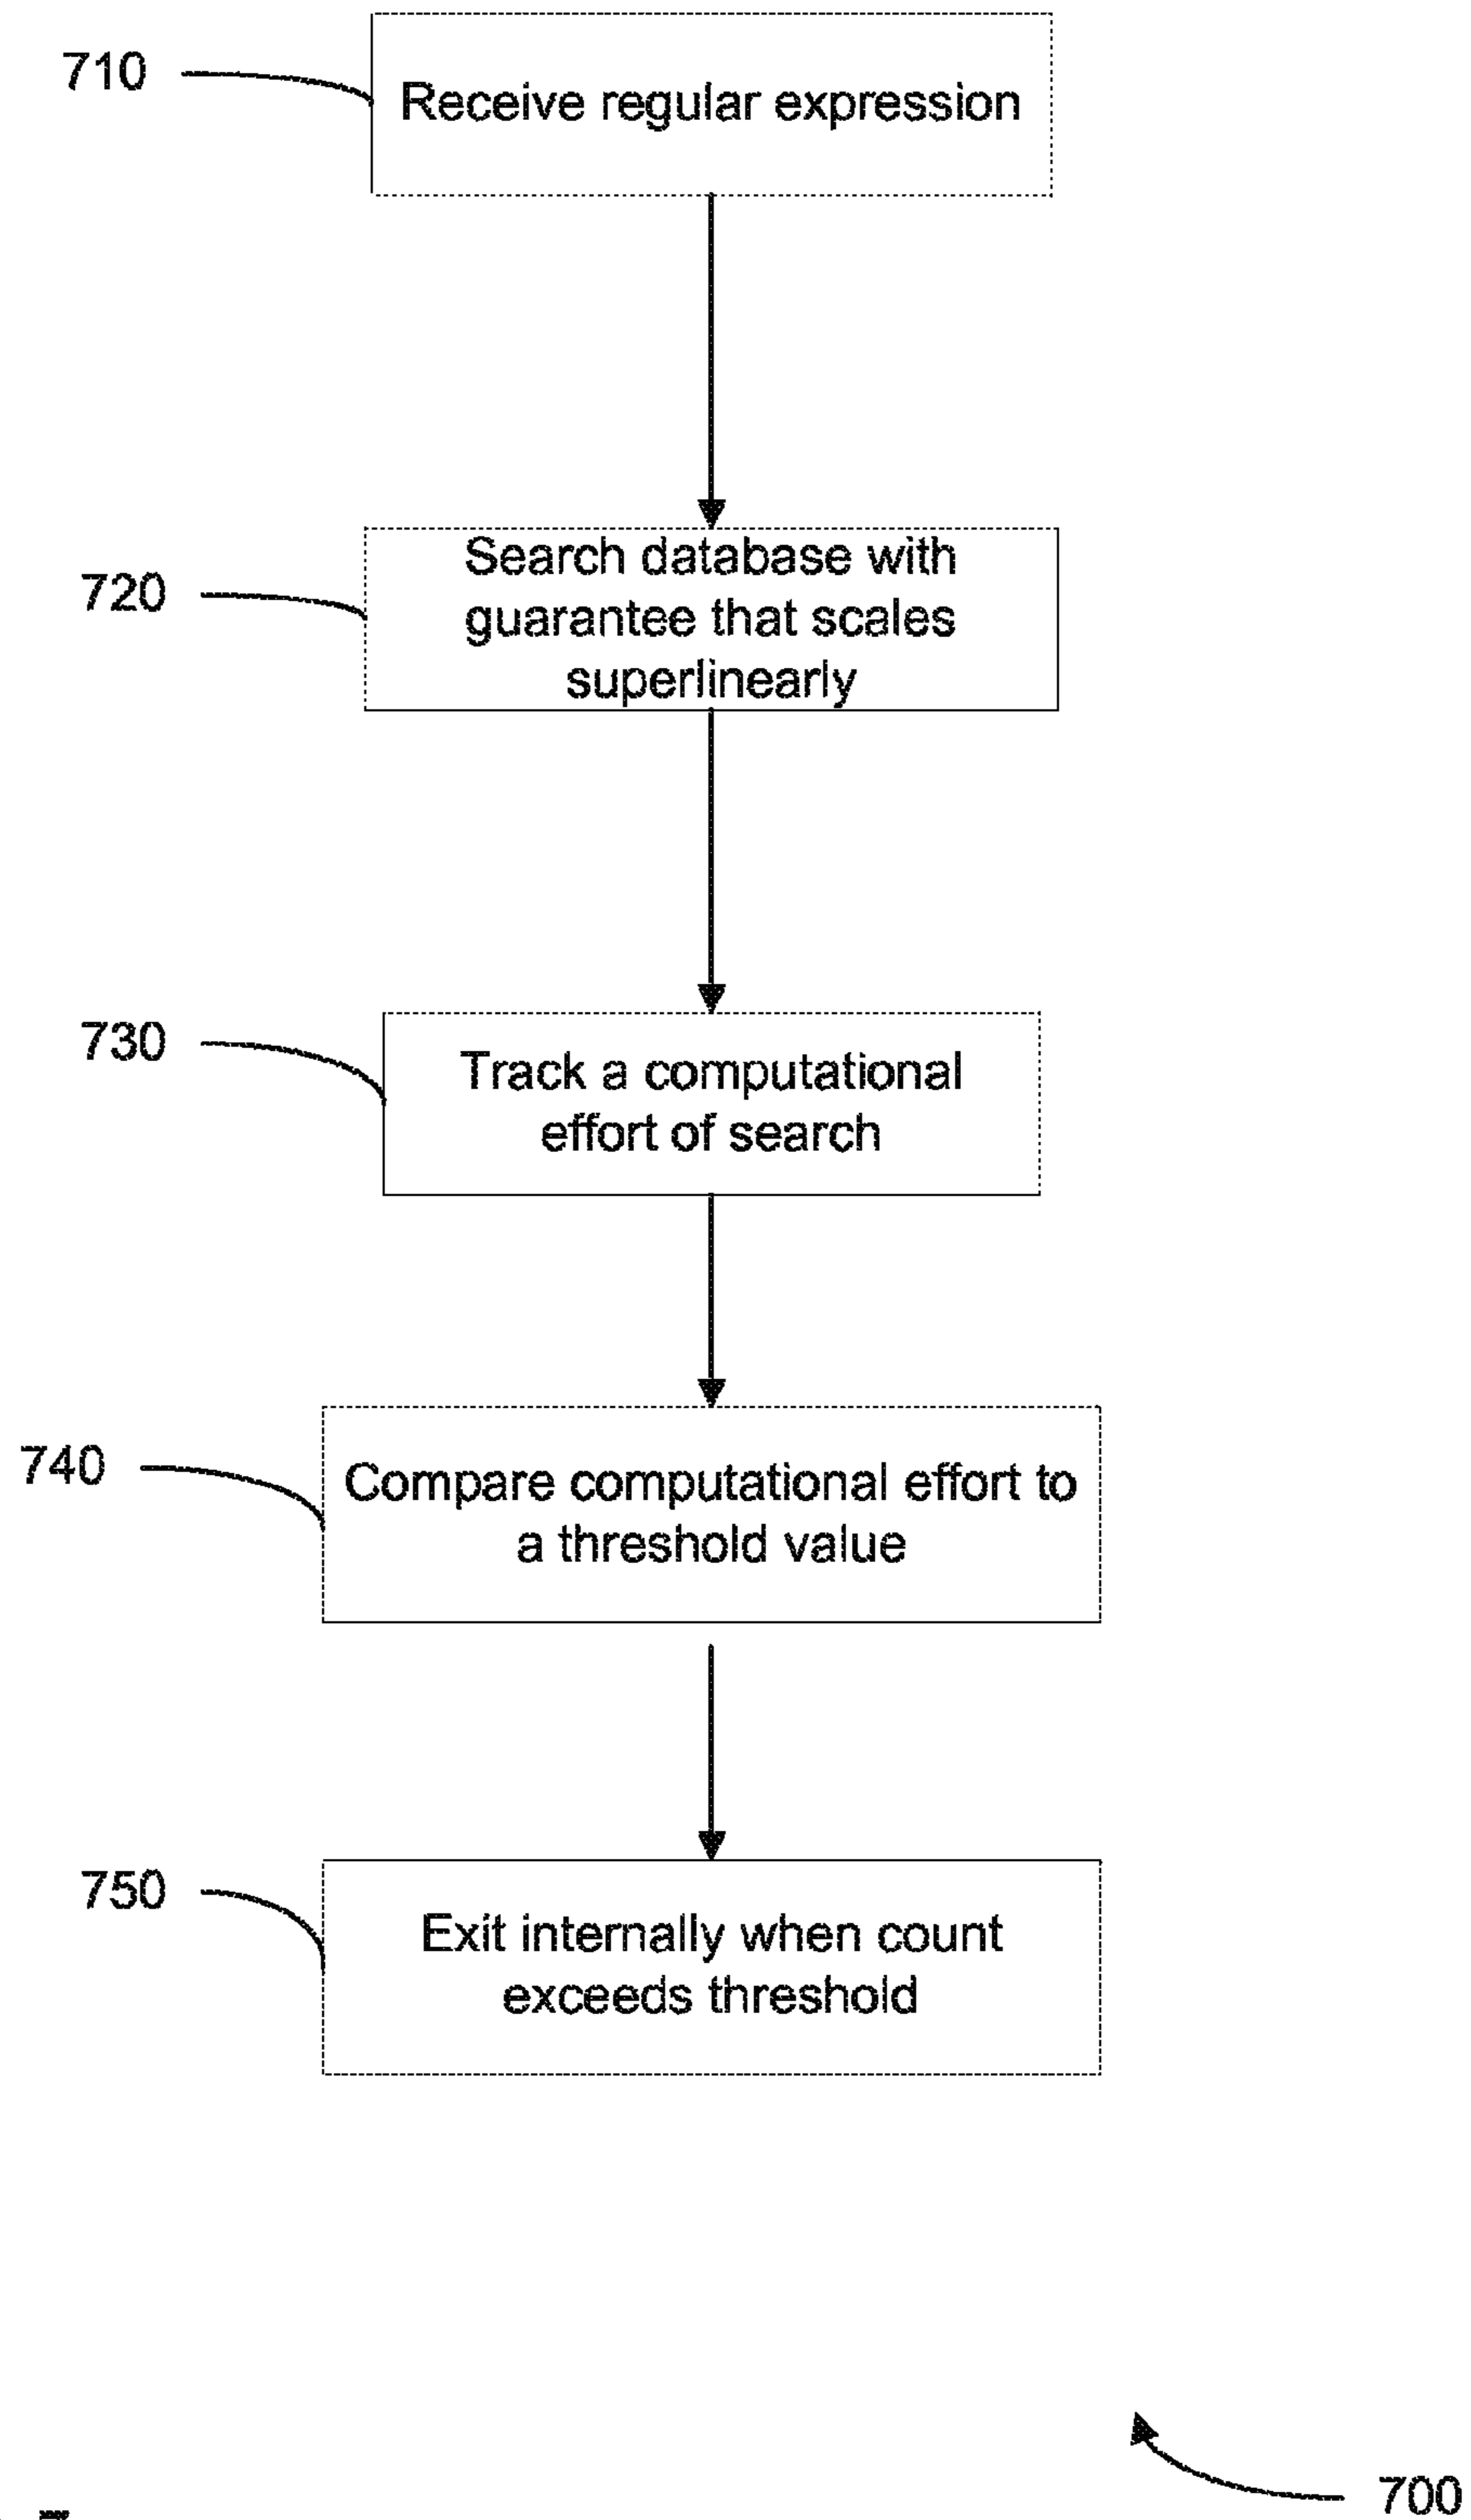 710
Receive regular expression
720
Search database with
guarantee that scales
superlinearly
730
Track a computational
effort of search
740
Compare computational effort to
a threshold value
750
Exit internally when count
exceeds threshold
700